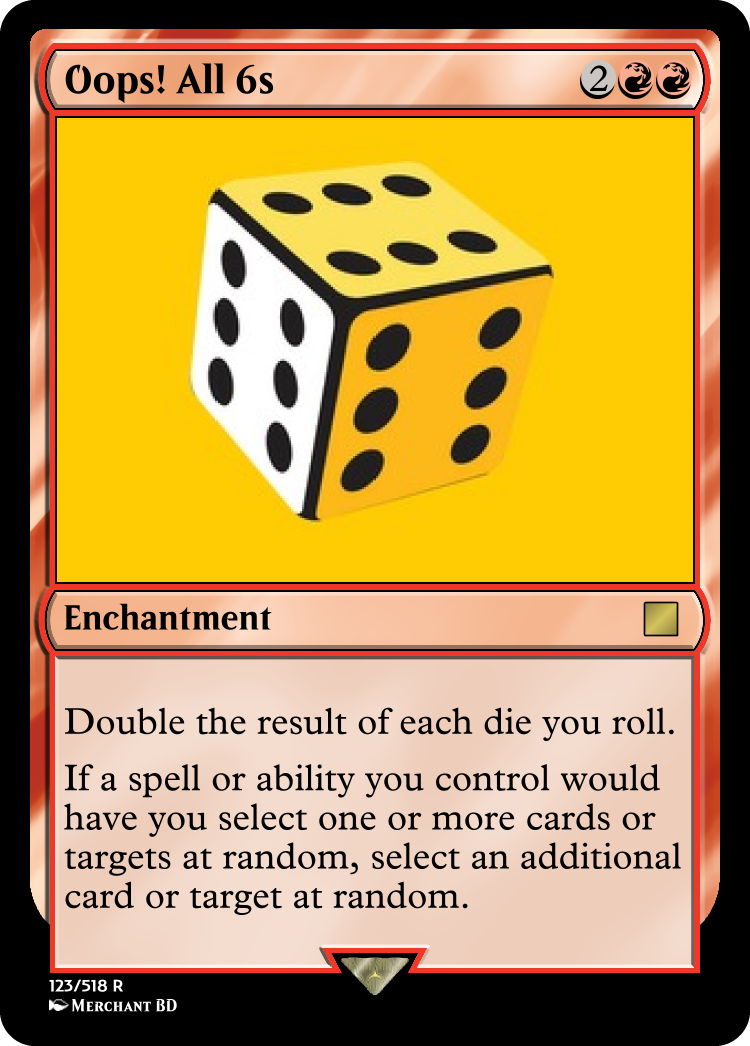 Oops! All 6s
2
Enchantment
Double the result of each die you roll.
If a spell or ability you control would
have you select one or more cards or
targets at random, select an additional
card or target at random.
123/518 R
Merchant BD